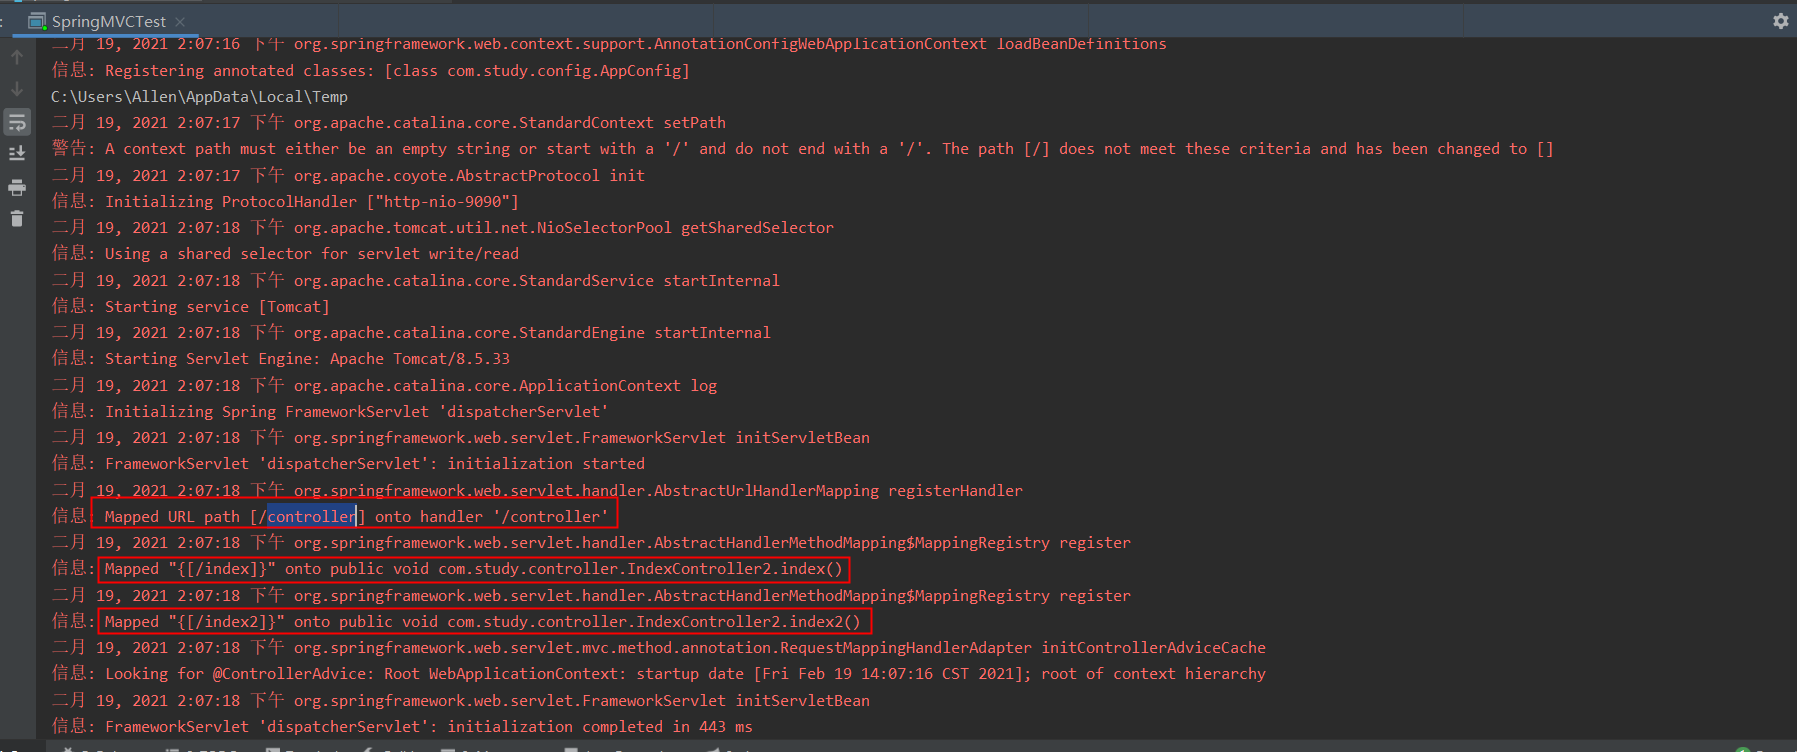 SpringMVCTest
二月 19, 2021 2:07:16 下午 org.springframework.web.context.support.AnnotationConfigWebApplicationContext loadBeanDefinitions
信息: Registering annotated classes: [class com.study.config.AppConfig]
C:\Users\Allen\AppData\Local\Temp
二月 19, 2021 2:07:17 下午 org.apache.catalina.core.StandardContext setPath
警告: A context path must either be an empty string or start with a '/' and do not end with a '/'. The path [/] does not meet these criteria and has been changed to []
二月 19, 2021 2:07:17 下午 org.apache.coyote.AbstractProtocol init
信息: Initializing ProtocolHandler ["http-nio-9090"]
二月 19, 2021 2:07:18 下午 org.apache.tomcat.util.net.NioSelectorPool getSharedSelector
信息: Using a shared selector for servlet write/read
二月 19, 2021 2:07:18 下午 org.apache.catalina.core.StandardService startInternal
信息: Starting service [Tomcat]
二月 19, 2021 2:07:18 下午 org.apache.catalina.core.StandardEngine startInternal
信息: Starting Servlet Engine: Apache Tomcat/8.5.33
二月 19, 2021 2:07:18 下午 org.apache.catalina.core.ApplicationContext log
信息: Initializing Spring FrameworkServlet 'dispatcherServlet'
二月 19, 2021 2:07:18 下午 org.springframework.web.servlet.FrameworkServlet initServletBean
信息: FrameworkServlet 'dispatcherServlet': initialization started
二月 19, 2021 2:07:18 下午 org.springframework.web.servlet.handler.AbstractUrlHandlerMapping registerHandler
信息: Mapped URL path [/controller] onto handler '/controller'
二月 19, 2021 2:07:18 下午 org.springframework.web.servlet.handler.AbstractHandlerMethodMapping$MappingRegistry register
信息: Mapped "{[/index]}" onto public void com.study.controller.IndexController2.index()
二月 19, 2021 2:07:18 下午 org.springframework.web.servlet.handler.AbstractHandlerMethodMapping$MappingRegistry register
信息: Mapped "{[/index2]}" onto public void com.study.controller.IndexController2.index2()
二月 19, 2021 2:07:18 下午 org.springframework.web.servlet.mvc.method.annotation.RequestMappingHandlerAdapter initControllerAdviceCache
信息: Looking for @ControllerAdvice: Root WebApplicationContext: startup date [Fri Feb 19 14:07:16 CST 2021]; root of context hierarchy
二月 19, 2021 2:07:18 下午 org.springframework.web.servlet.FrameworkServlet initServletBean
信息: FrameworkServlet 'dispatcherServlet': initialization completed in 443 ms